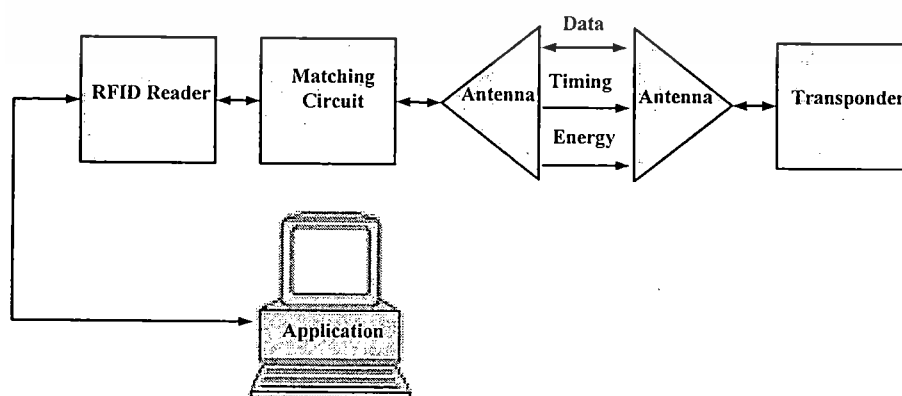 Data
RFID Reader
Matching
Circuit
Antenna
Timing
Antenna
Transponder
Energy
Application